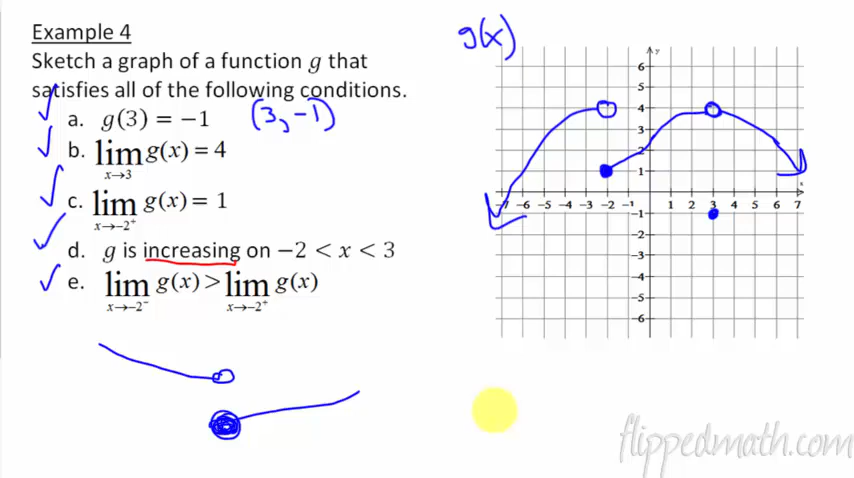 Example 4
Sketch a graph of a function g that
satisfies all of the following conditions.
a. g(3) = −1 (3, -1)
b. lim x→3 g(x) = 4
c. lim x→−2⁺ g(x) = 1
d. g is increasing on −2 < x < 3
e. lim x→−2⁻ g(x) > lim x→−2⁺ g(x)
g(x)
y
6
5
4
3
2
1
x
-7 -6 -5 -4 -3 -2 -1 1 2 3 4 5 6 7
-1
-2
-3
-4
-5
-6
flippedmath.com